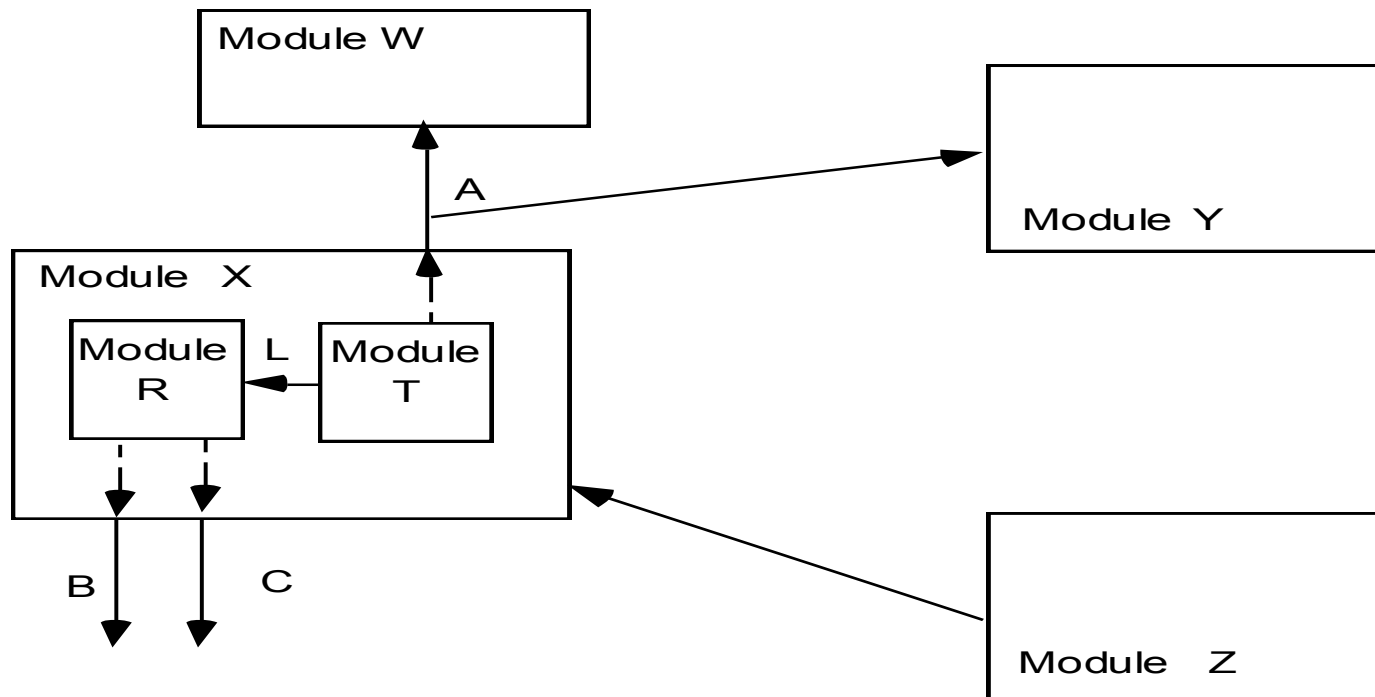 Module W
A
Module Y
Module X
Module
R
L
Module
T
B
C
Module Z